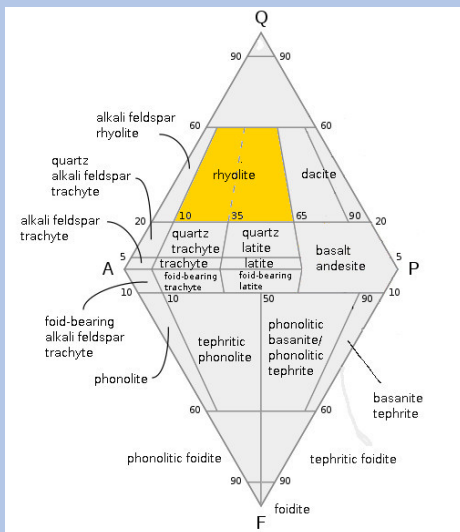 Q
90 90
60 60
alkali feldspar
rhyolite
quartz
alkali feldspar
trachyte
rhyolite
dacite
alkali feldspar
trachyte
20 10 35 65 90 20
quartz
trachyte
quartz
latite
basalt
andesite
5 5
trachyte
latite
A
P
foid-bearing
trachyte
foid-bearing
latite
10 10
10 50 90
foid-bearing
alkali feldspar
trachyte
tephritic
phonolite
phonolitic
basanite/
phonolitic
tephrite
phonolite
basanite
tephrite
60 60
phonolitic foidite
tephritic foidite
90 90
foidite
F